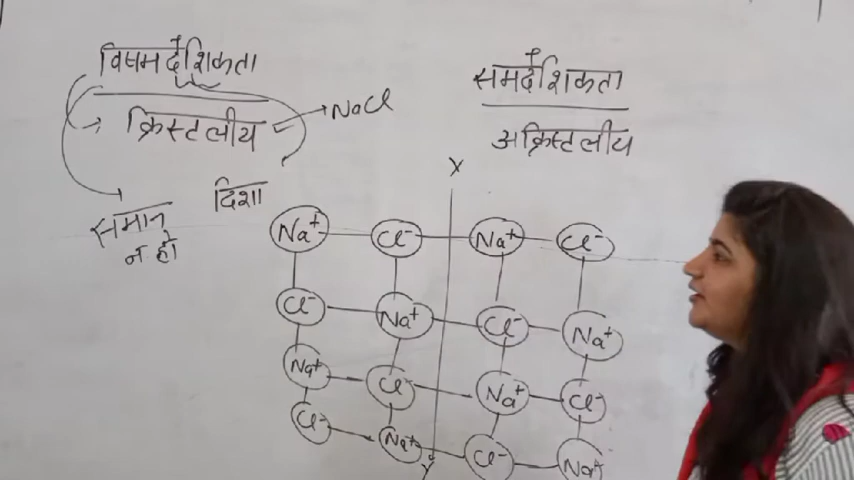 विषमदैशिकता
क्रिस्टलीय → NaCl
दिशा
समान
न हो
समदैशिकता
अक्रिस्टलीय
X
Na⁺ Cl⁻ Na⁺ Cl⁻
Cl⁻ Na⁺ Cl⁻ Na⁺
Na⁺ Cl⁻ Na⁺ Cl⁻
Cl⁻ Na⁺ Cl⁻ Na⁺
Y